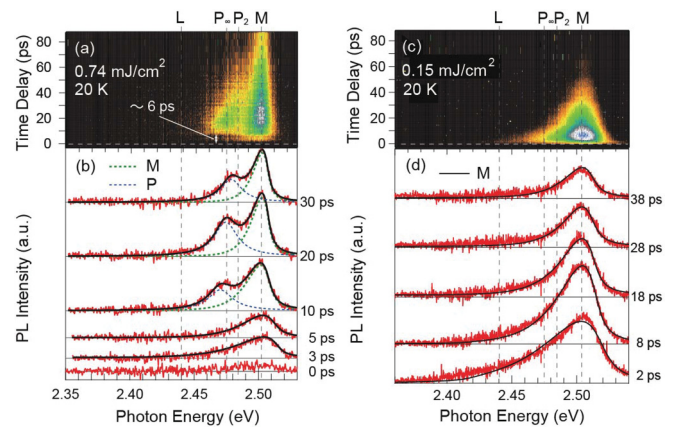 L P∞ P₂ M
(a)
0.74 mJ/cm²
20 K
~ 6 ps
Time Delay (ps)
80
60
40
20
0
(b)
M
P
30 ps
20 ps
10 ps
5 ps
3 ps
0 ps
PL Intensity (a.u.)
2.35 2.40 2.45 2.50
Photon Energy (eV)
L P∞ P₂ M
(c)
0.15 mJ/cm²
20 K
Time Delay (ps)
80
60
40
20
0
(d)
M
38 ps
28 ps
18 ps
8 ps
2 ps
PL Intensity (a.u.)
2.40 2.45 2.50
Photon Energy (eV)